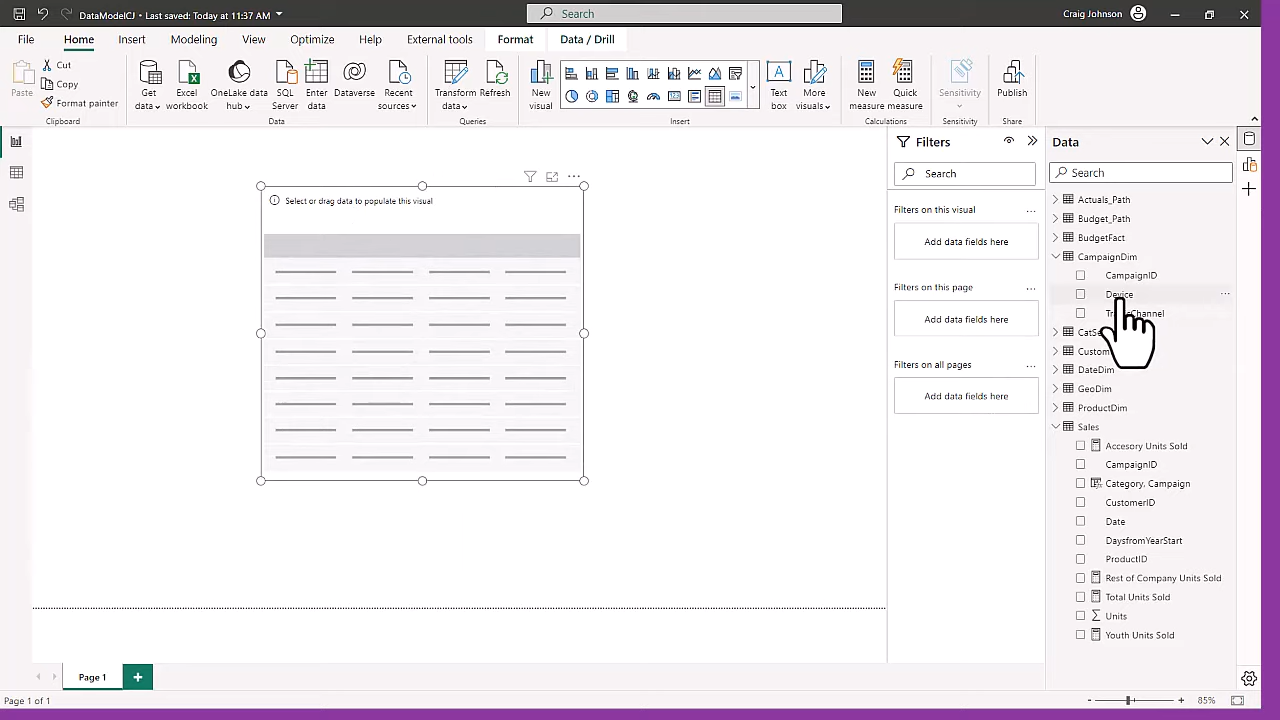 DataModelCJ • Last saved: Today at 11:37 AM
Search
Craig Johnson
File Home Insert Modeling View Optimize Help External tools Format Data / Drill
Paste
Cut
Copy
Format painter
Clipboard
Get data
Excel workbook
OneLake data hub
SQL Server
Enter data
Dataverse
Recent sources
Data
Transform data
Refresh
Queries
New visual
Text box
More visuals
Insert
New measure
Quick measure
Calculations
Sensitivity
Sensitivity
Publish
Share
Select or drag data to populate this visual
Filters
Search
Filters on this visual
Add data fields here
Filters on this page
Add data fields here
Filters on all pages
Add data fields here
Data
Search
Actuals_Path
Budget_Path
BudgetFact
CampaignDim
CampaignID
Device
DateDim
GeoDim
ProductDim
Sales
Accesory Units Sold
CampaignID
Category, Campaign
CustomerID
Date
DaysfromYearStart
ProductID
Rest of Company Units Sold
Total Units Sold
Units
Youth Units Sold
Page 1
Page 1 of 1
85%